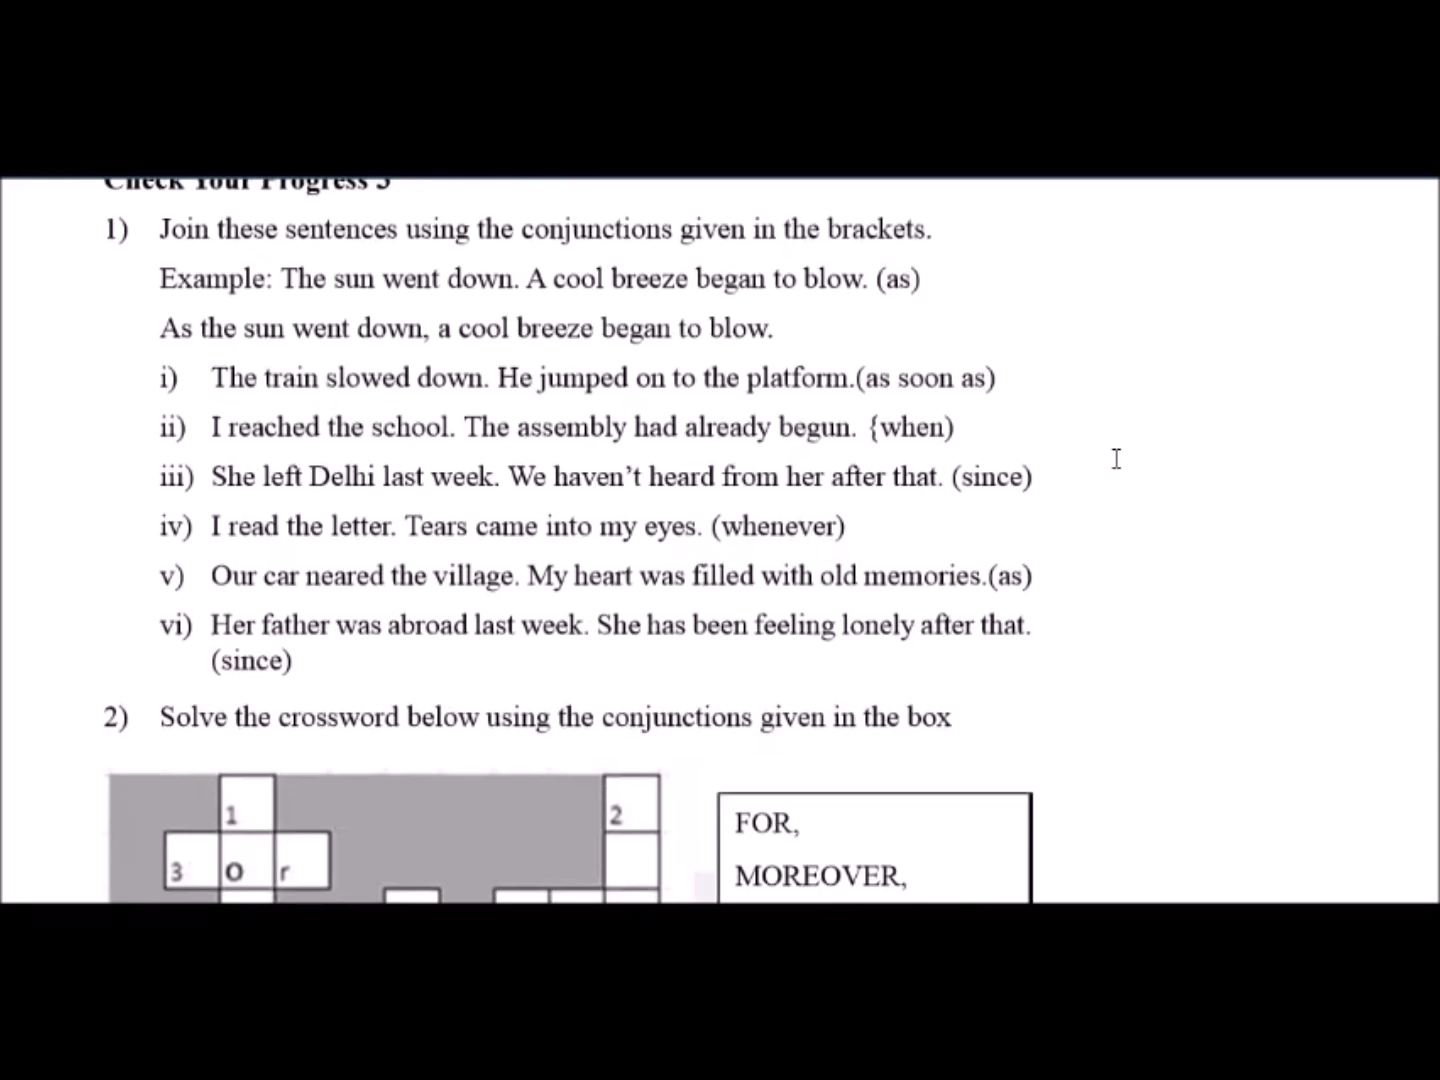 Check Your Progress 3
1) Join these sentences using the conjunctions given in the brackets.
Example: The sun went down. A cool breeze began to blow. (as)
As the sun went down, a cool breeze began to blow.
i) The train slowed down. He jumped on to the platform.(as soon as)
ii) I reached the school. The assembly had already begun. {when)
iii) She left Delhi last week. We haven’t heard from her after that. (since)
iv) I read the letter. Tears came into my eyes. (whenever)
v) Our car neared the village. My heart was filled with old memories.(as)
vi) Her father was abroad last week. She has been feeling lonely after that.
(since)
2) Solve the crossword below using the conjunctions given in the box
1 2
3 o r
FOR,
MOREOVER,